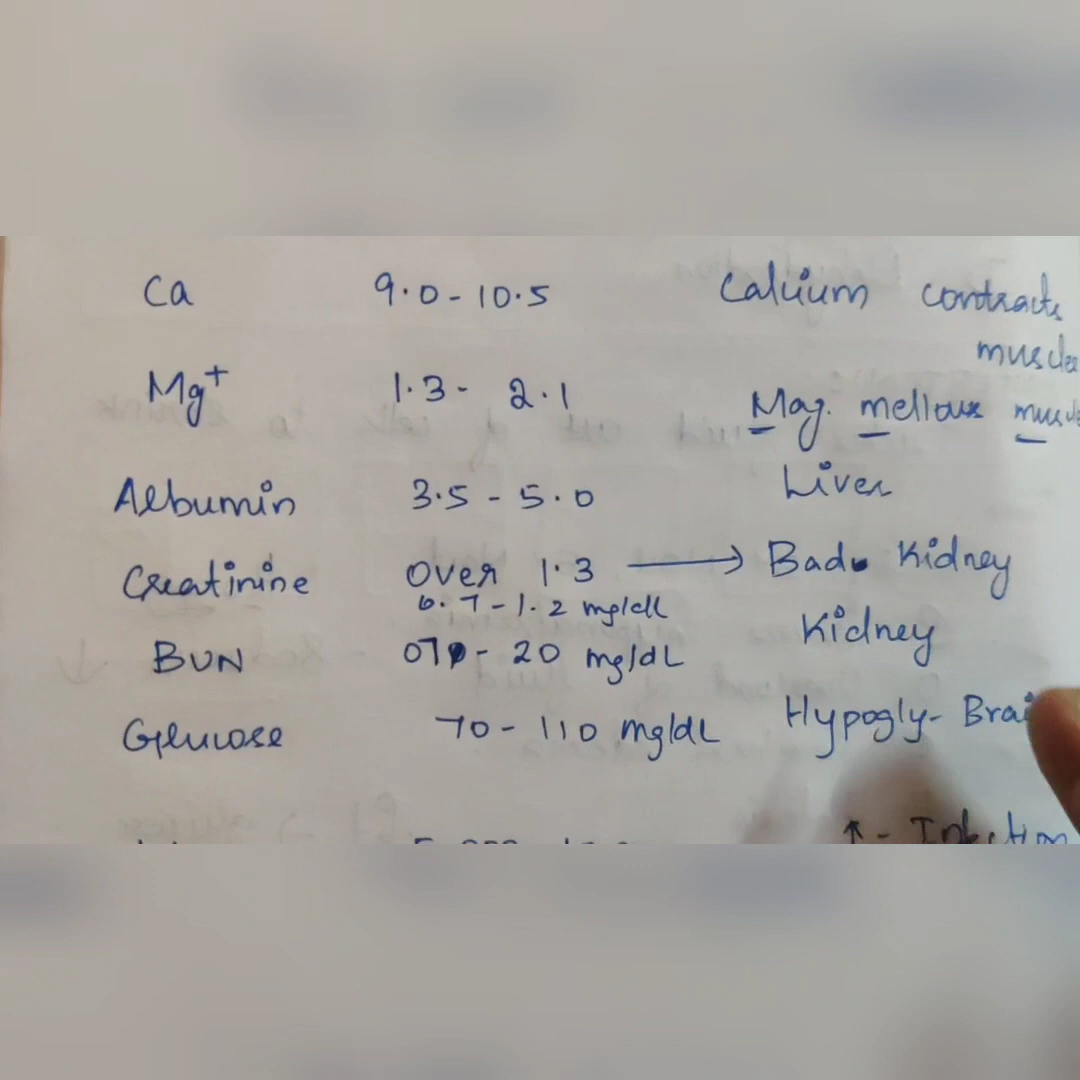 Ca 9.0 - 10.5 Calcium contracts
muscles
Mg+ 1.3 - 2.1 Mag. mellows
Albumin 3.5 - 5.0 Liver
Creatinine over 1.3 → Bad Kidney
0.7 - 1.2 mg/dl
BUN 07 - 20 mg/dL Kidney
Glucose 70 - 110 mg/dL Hypogly-
↑ - Infection